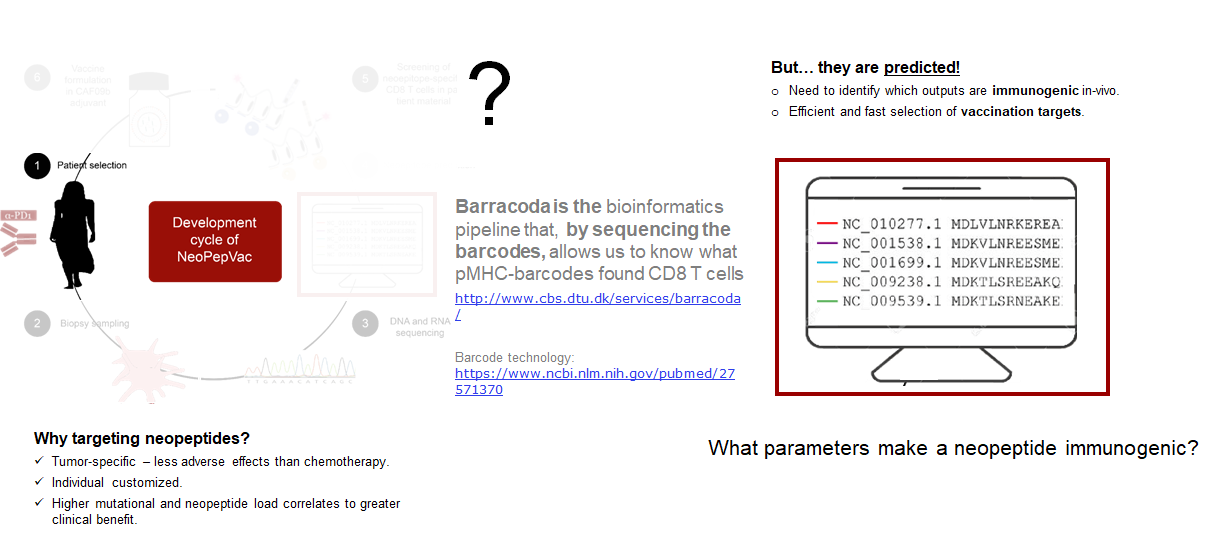 6
Vaccine
formulation
in CAF09b
adjuvant
5
Screening of
neoepitope-specif
CD8 T cells in pa
hers material
?
But… they are predicted!
o Need to identify which outputs are immunogenic in-vivo.
o Efficient and fast selection of vaccination targets.
1 Patient selection
α-PD1
Development
cycle of
NeoPepVac
Barracoda is the bioinformatics
pipeline that, by sequencing the
barcodes, allows us to know what
pMHC-barcodes found CD8 T cells
http://www.cbs.dtu.dk/services/barracoda
/
NC_010277.1 MDLVLNRKEREA
NC_001538.1 MDKVLNREESME
NC_001699.1 MDKVLNREESME
NC_009238.1 MDKTLSREEAKQ
NC_009539.1 MDKTLSRNEAKE
2 Biopsy sampling
3 DNA and RNA
sequencing
Barcode technology:
https://www.ncbi.nlm.nih.gov/pubmed/27
571370
Why targeting neopeptides?
✓ Tumor-specific – less adverse effects than chemotherapy.
✓ Individual customized.
✓ Higher mutational and neopeptide load correlates to greater
clinical benefit.
What parameters make a neopeptide immunogenic?